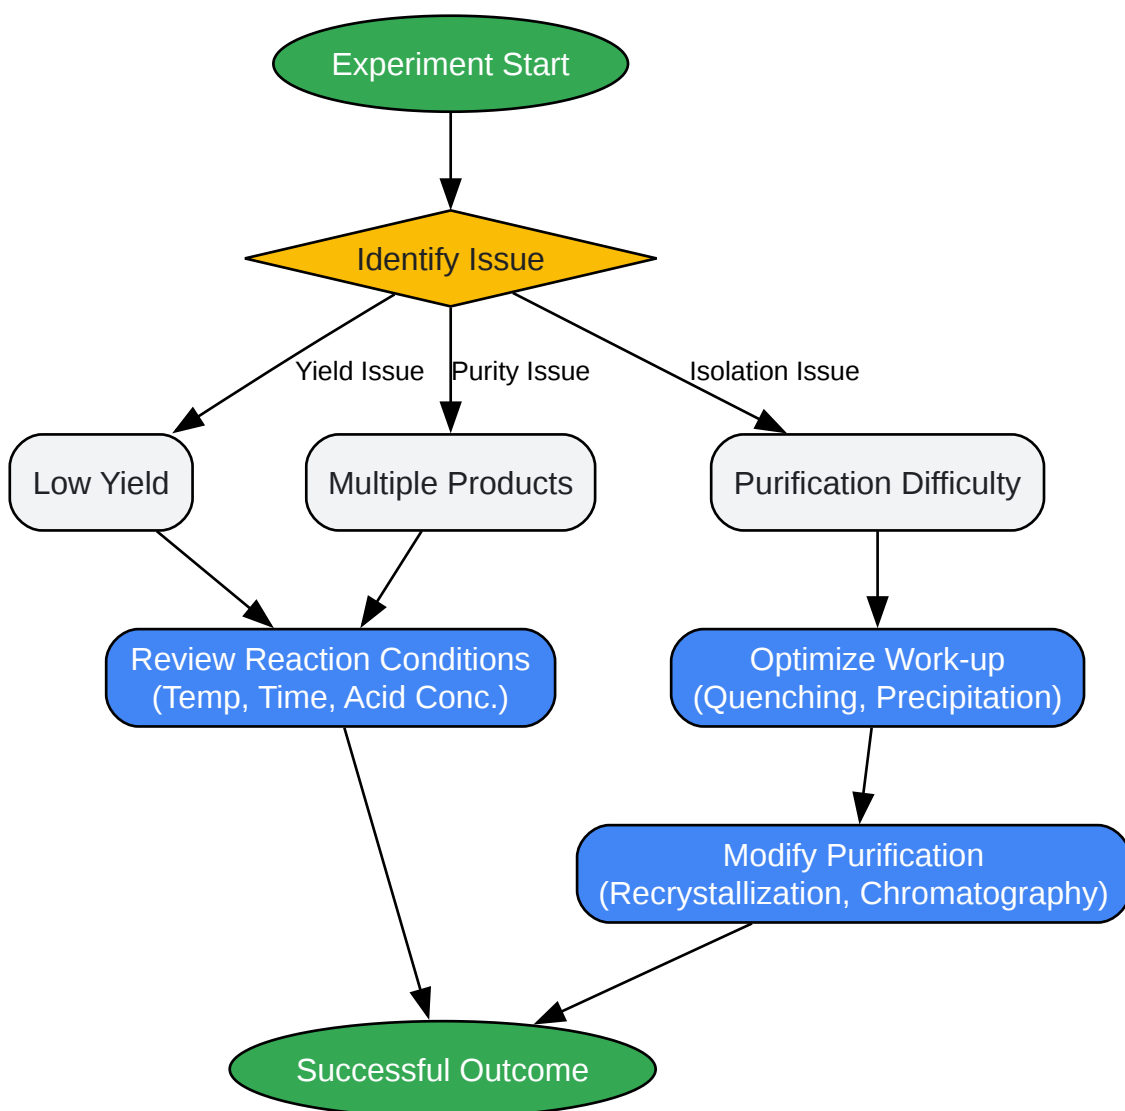 Experiment Start
Identify Issue
Yield Issue
Purity Issue
Isolation Issue
Low Yield
Multiple Products
Purification Difficulty
Review Reaction Conditions
(Temp, Time, Acid Conc.)
Optimize Work-up
(Quenching, Precipitation)
Modify Purification
(Recrystallization, Chromatography)
Successful Outcome